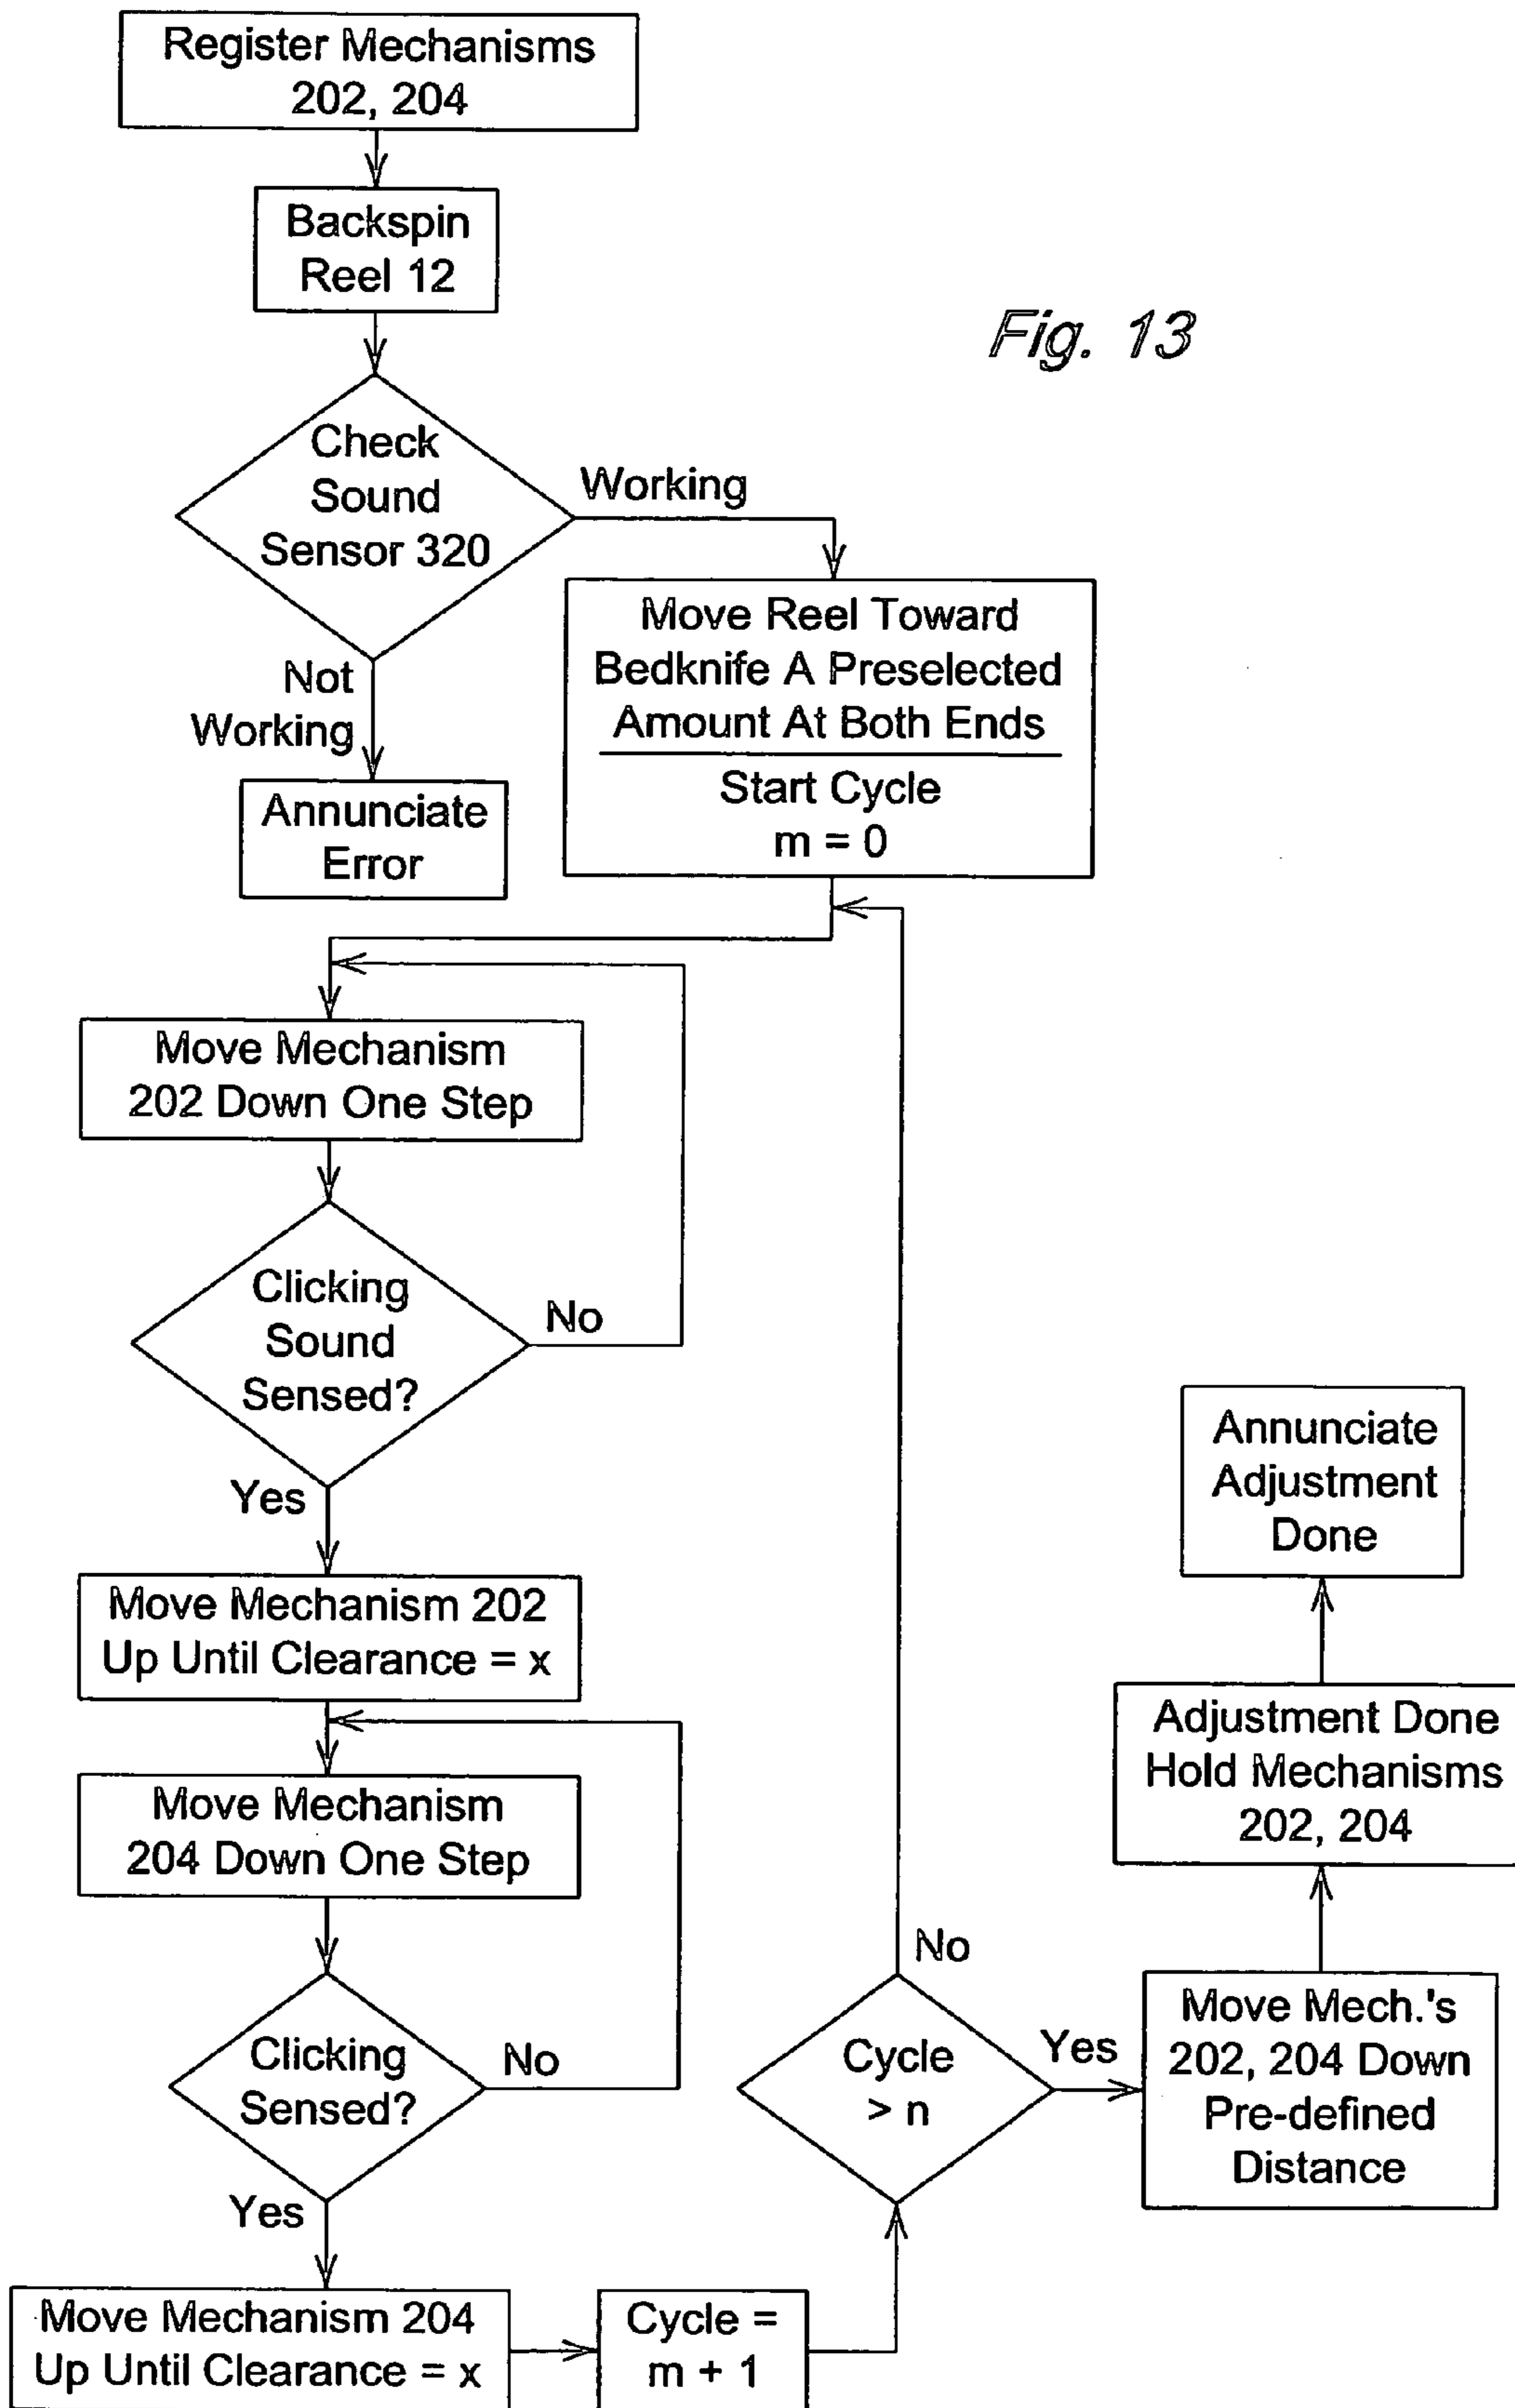 Register Mechanisms
202, 204
Backspin
Reel 12
Fig. 13
Check
Sound
Sensor 320
Working
Not
Working
Annunciate
Error
Move Reel Toward
Bedknife A Preselected
Amount At Both Ends
Start Cycle
m = 0
Move Mechanism
202 Down One Step
Clicking
Sound
Sensed?
No
Yes
Move Mechanism 202
Up Until Clearance = x
Move Mechanism
204 Down One Step
Clicking
Sensed?
No
Yes
Move Mechanism 204
Up Until Clearance = x
Cycle =
m + 1
Cycle
> n
No
Yes
Move Mech.'s
202, 204 Down
Pre-defined
Distance
Adjustment Done
Hold Mechanisms
202, 204
Annunciate
Adjustment
Done